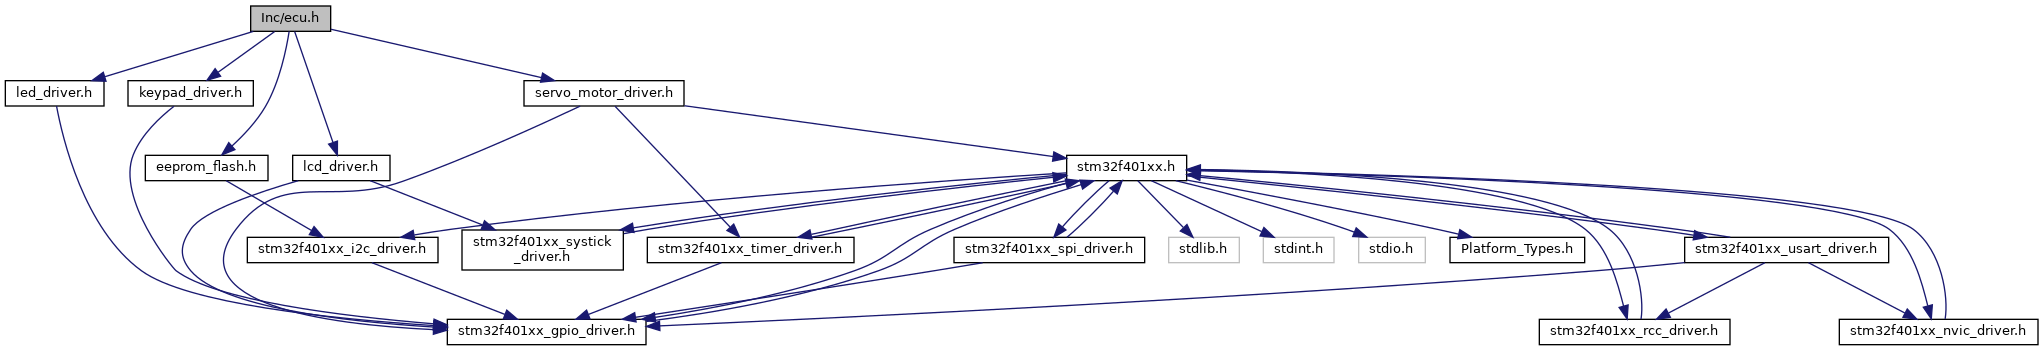 Inc/ecu.h
led_driver.h
keypad_driver.h
servo_motor_driver.h
eeprom_flash.h
lcd_driver.h
stm32f401xx.h
stm32f401xx_i2c_driver.h
stm32f401xx_systick
_driver.h
stm32f401xx_timer_driver.h
stm32f401xx_spi_driver.h
stdlib.h
stdint.h
stdio.h
Platform_Types.h
stm32f401xx_usart_driver.h
stm32f401xx_gpio_driver.h
stm32f401xx_rcc_driver.h
stm32f401xx_nvic_driver.h